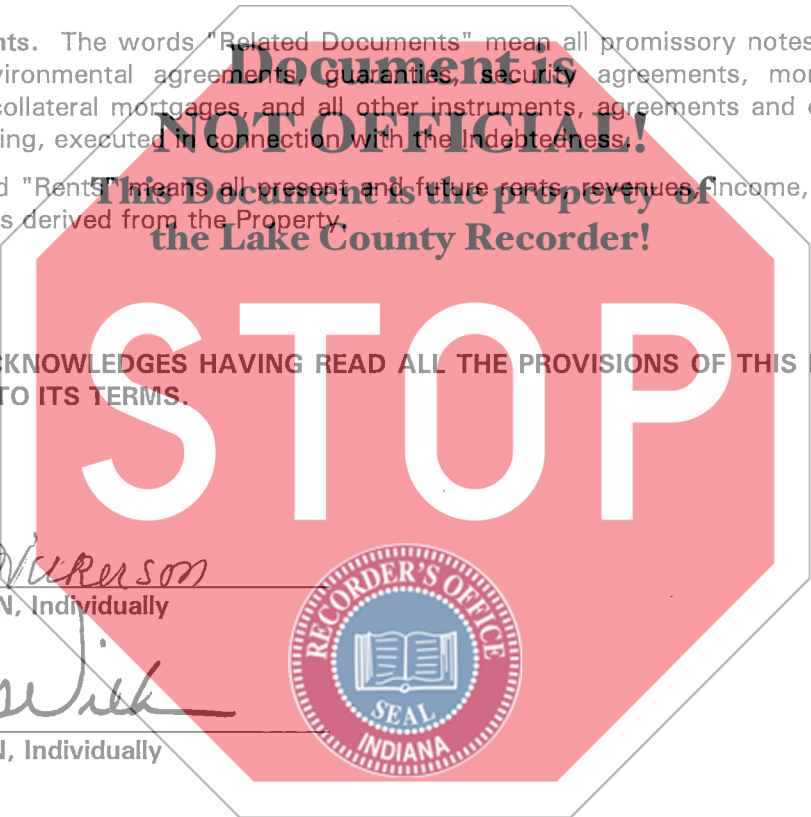 nts. The words "Related Documents" mean all promissory notes
vironmental agreements, guaranties, security agreements, mor
collateral mortgages, and all other instruments, agreements and
ing, executed in connection with the Indebtedness.
d "Rents" means all present and future rents, revenues, income,
s derived from the Property.
Document is
NOT OFFICIAL!
This Document is the property of
the Lake County Recorder!
CKNOWLEDGES HAVING READ ALL THE PROVISIONS OF THIS
TO ITS TERMS.
STOP
N, Individually
N, Individually
RECORDER'S OFFICE
SEAL
INDIANA